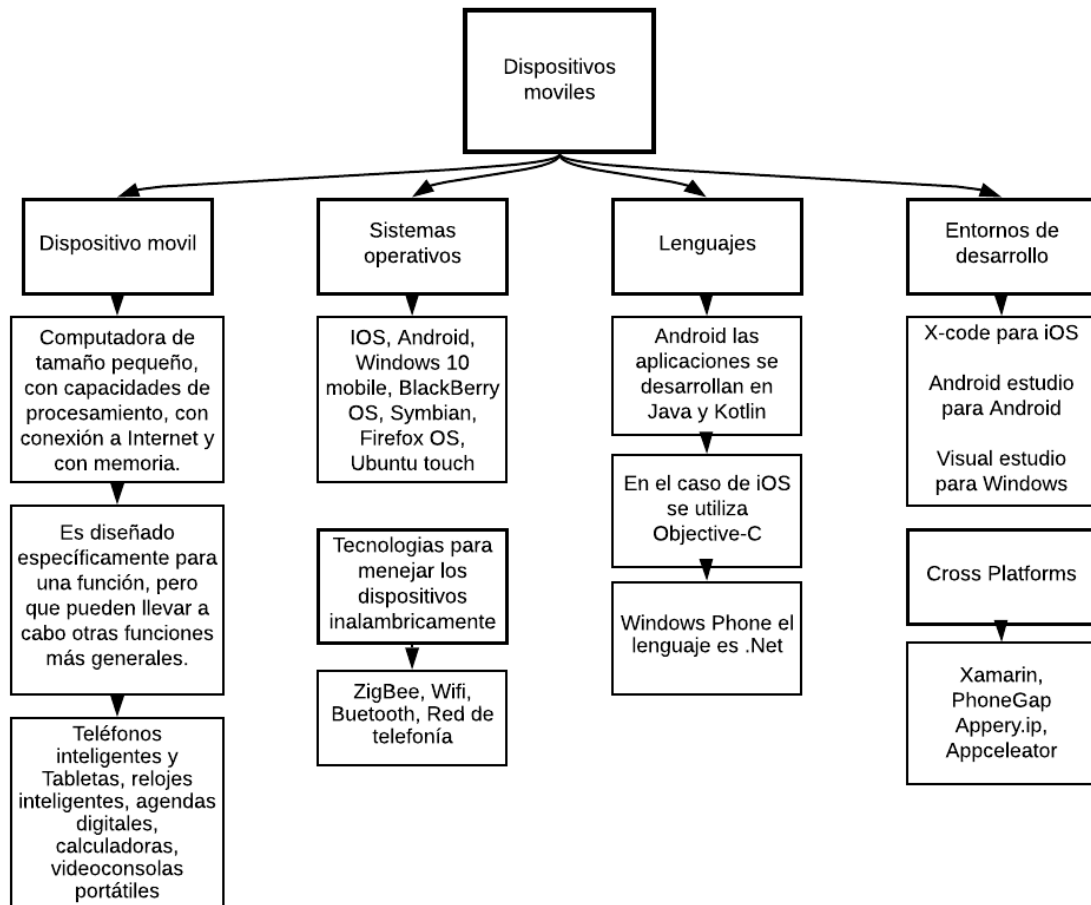 Dispositivos
moviles
Dispositivo movil
Computadora de
tamaño pequeño,
con capacidades de
procesamiento, con
conexión a Internet y
con memoria.
Es diseñado
específicamente para
una función, pero
que pueden llevar a
cabo otras funciones
más generales.
Teléfonos
inteligentes y
Tabletas, relojes
inteligentes, agendas
digitales,
calculadoras,
videoconsolas
portátiles
Sistemas
operativos
IOS, Android,
Windows 10
mobile, BlackBerry
OS, Symbian,
Firefox OS,
Ubuntu touch
Tecnologias para
menejar los
dispositivos
inalambricamente
ZigBee, Wifi,
Buetooth, Red de
telefonía
Lenguajes
Android las
aplicaciones se
desarrollan en
Java y Kotlin
En el caso de iOS
se utiliza
Objective-C
Windows Phone el
lenguaje es .Net
Entornos de
desarrollo
X-code para iOS
Android estudio
para Android
Visual estudio
para Windows
Cross Platforms
Xamarin,
PhoneGap
Appery.ip,
Appceleator